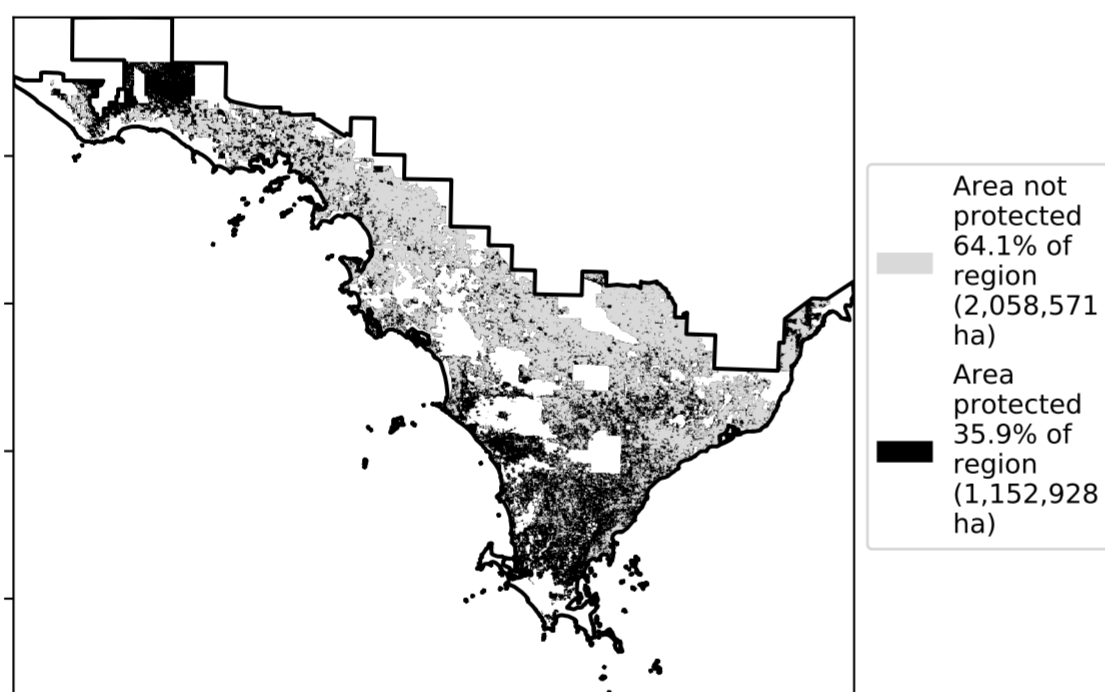 Area not
protected
64.1% of
region
(2,058,571
ha)
Area
protected
35.9% of
region
(1,152,928
ha)